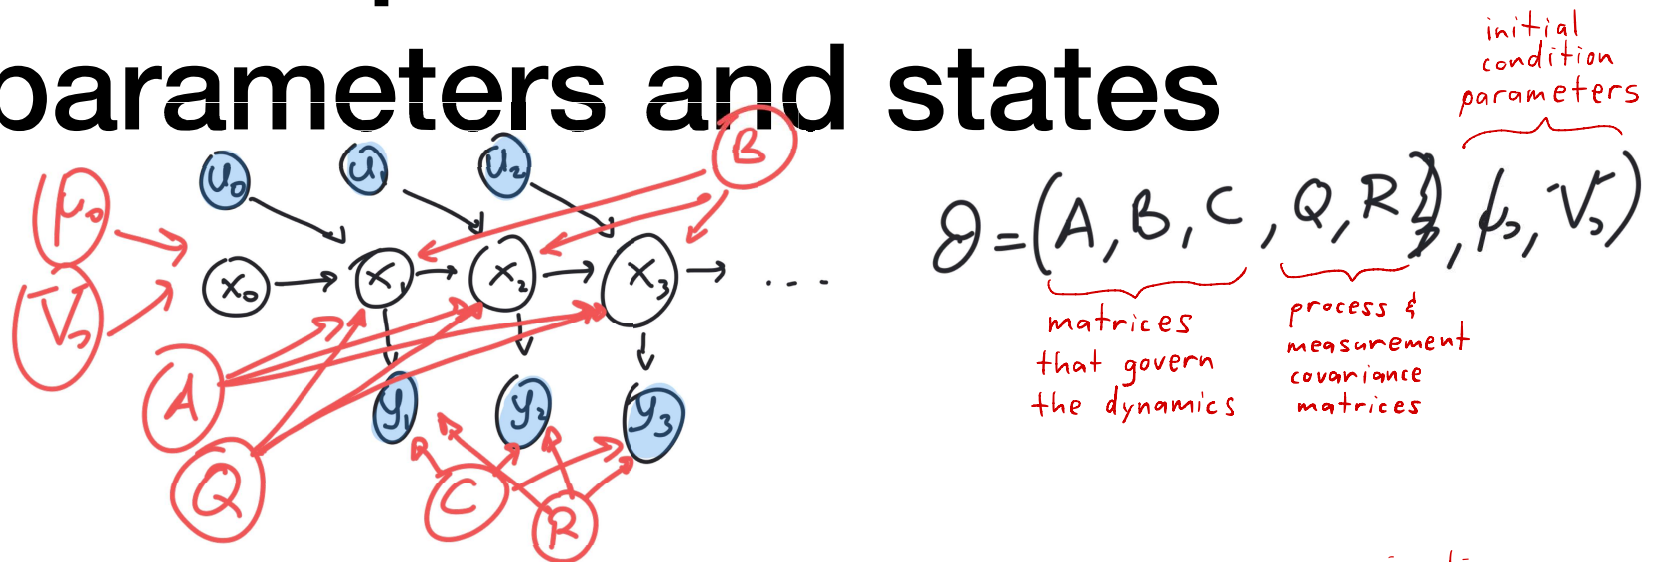 parameters and states
initial
condition
parameters
B
u₀ u₁ u₂
μ₀
θ = (A, B, C, Q, R}, μ₀, V₀)
x₀ x₁ x₂ x₃ ...
V₀
matrices
that govern
the dynamics
process &
measurement
covariance
matrices
A
y₁ y₂ y₃
Q
C
R